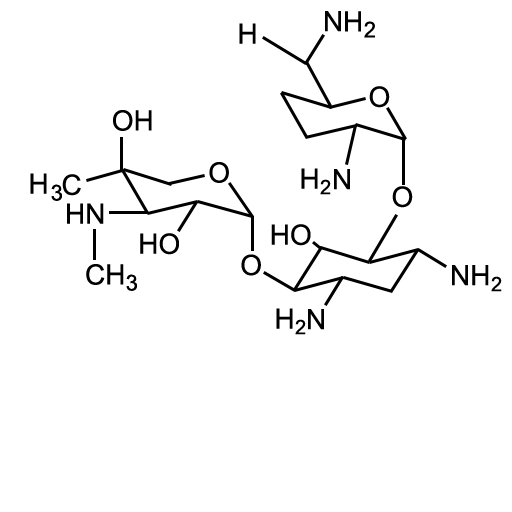 H NH₂
O
OH
H₃C O
H₂N
HN O
HO HO
CH₃ O
NH₂
H₂N